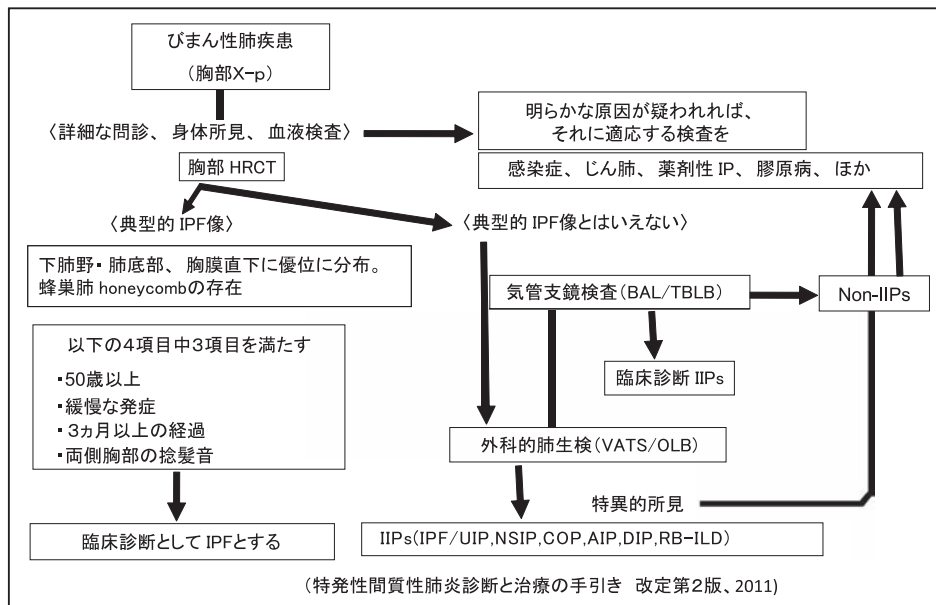 びまん性肺疾患
(胸部X-p)
〈詳細な問診、身体所見、血液検査〉
明らかな原因が疑われれば、
それに適応する検査を
胸部 HRCT
感染症、じん肺、薬剤性 IP、膠原病、ほか
〈典型的 IPF像〉
〈典型的 IPF像とはいえない〉
下肺野・肺底部、胸膜直下に優位に分布。
蜂巣肺 honeycombの存在
気管支鏡検査(BAL/TBLB)
Non-IIPs
以下の4項目中3項目を満たす
・50歳以上
・緩慢な発症
・3ヵ月以上の経過
・両側胸部の捻髪音
臨床診断 IIPs
外科的肺生検(VATS/OLB)
特異的所見
臨床診断として IPFとする
IIPs(IPF/UIP,NSIP,COP,AIP,DIP,RB-ILD)
(特発性間質性肺炎診断と治療の手引き 改定第2版、2011)